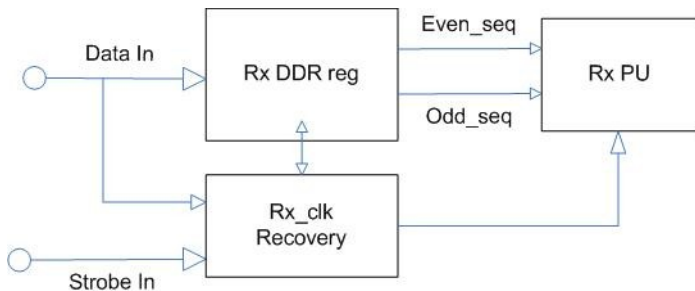 Data In
Rx DDR reg
Even_seq
Odd_seq
Rx PU
Rx_clk
Recovery
Strobe In